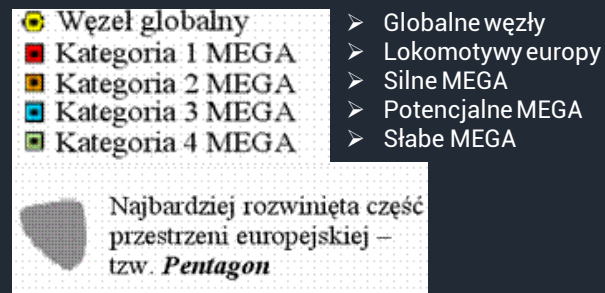 Węzeł globalny
Kategoria 1 MEGA
Kategoria 2 MEGA
Kategoria 3 MEGA
Kategoria 4 MEGA
➢ Globalne węzły
➢ Lokomotywy europy
➢ Silne MEGA
➢ Potencjalne MEGA
➢ Słabe MEGA
Najbardziej rozwinięta część
przestrzeni europejskiej –
tzw. Pentagon